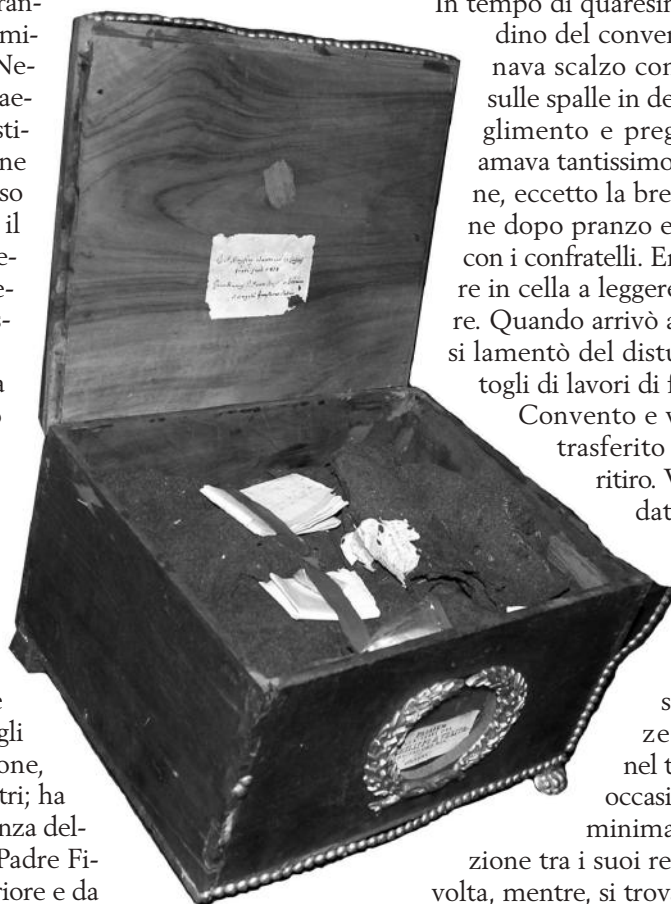 ran-
mi-
Ne-
ae-
sti-
ne
so
il
e-
e-
s-
a
o
e
gli
one,
tri; ha
nza del-
Padre Fi-
riore e da
In tempo di quaresim
dino del conven
nava scalzo con
sulle spalle in de
glimento e preg
amava tantissimo
ne, eccetto la bre
ne dopo pranzo e
con i confratelli. Er
re in cella a leggere
re. Quando arrivò a
si lamentò del distu
togli di lavori di f
Convento e v
trasferito
ritiro. V
dat
s
ze
nel t
occasi
minima
zione tra i suoi re
volta, mentre, si trov